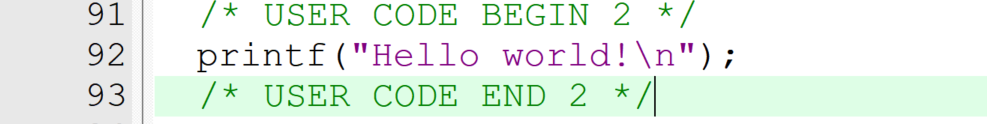 91 /* USER CODE BEGIN 2 */
92 printf("Hello world!\n");
93 /* USER CODE END 2 */